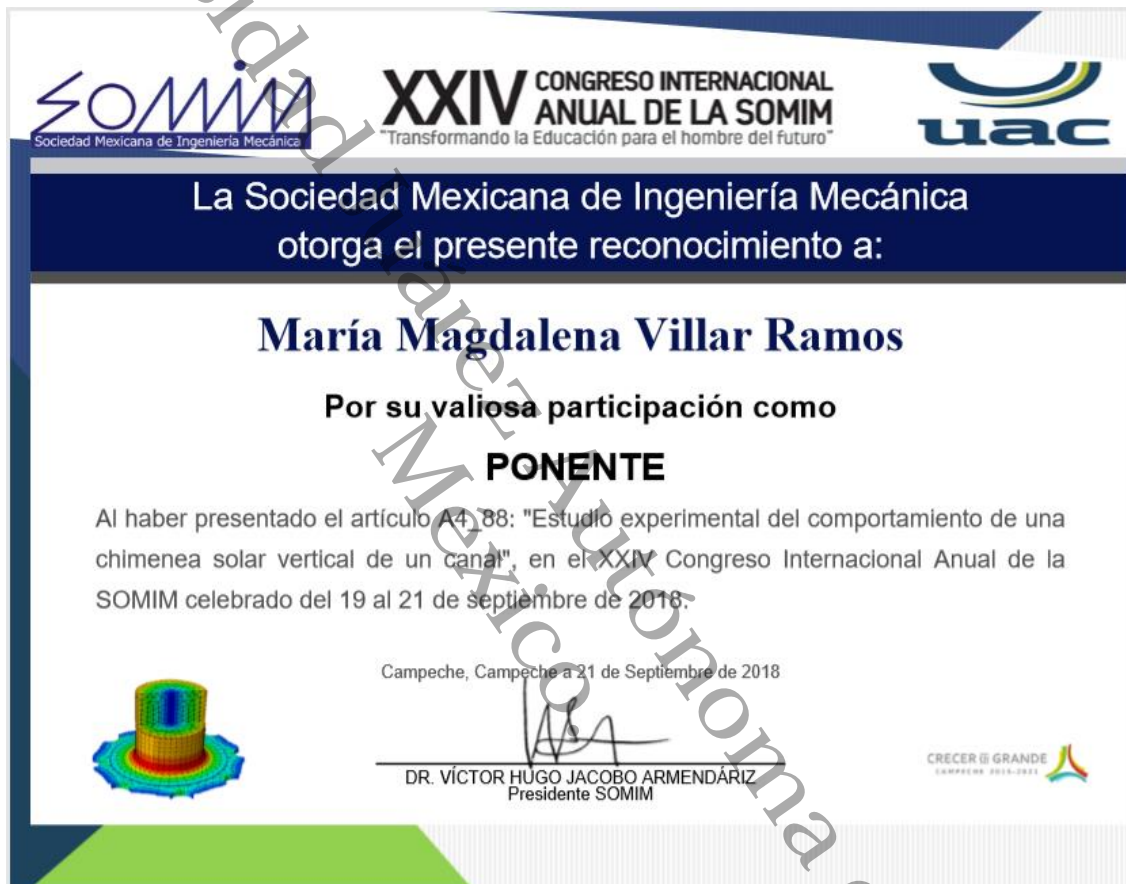 SOMIM
Sociedad Mexicana de Ingeniería Mecánica
XXIV CONGRESO INTERNACIONAL
ANUAL DE LA SOMIM
"Transformando la Educación para el hombre del futuro"
uac
La Sociedad Mexicana de Ingeniería Mecánica
otorga el presente reconocimiento a:
María Magdalena Villar Ramos
Por su valiosa participación como
PONENTE
Al haber presentado el artículo A4_88: "Estudio experimental del comportamiento de una
chimenea solar vertical de un canal", en el XXIV Congreso Internacional Anual de la
SOMIM celebrado del 19 al 21 de septiembre de 2018.
Campeche, Campeche a 21 de Septiembre de 2018
DR. VÍCTOR HUGO JACOBO ARMENDÁRIZ
Presidente SOMIM
CRECER EN GRANDE
CAMPECHE 2015-2021
Juárez Autónoma
México.